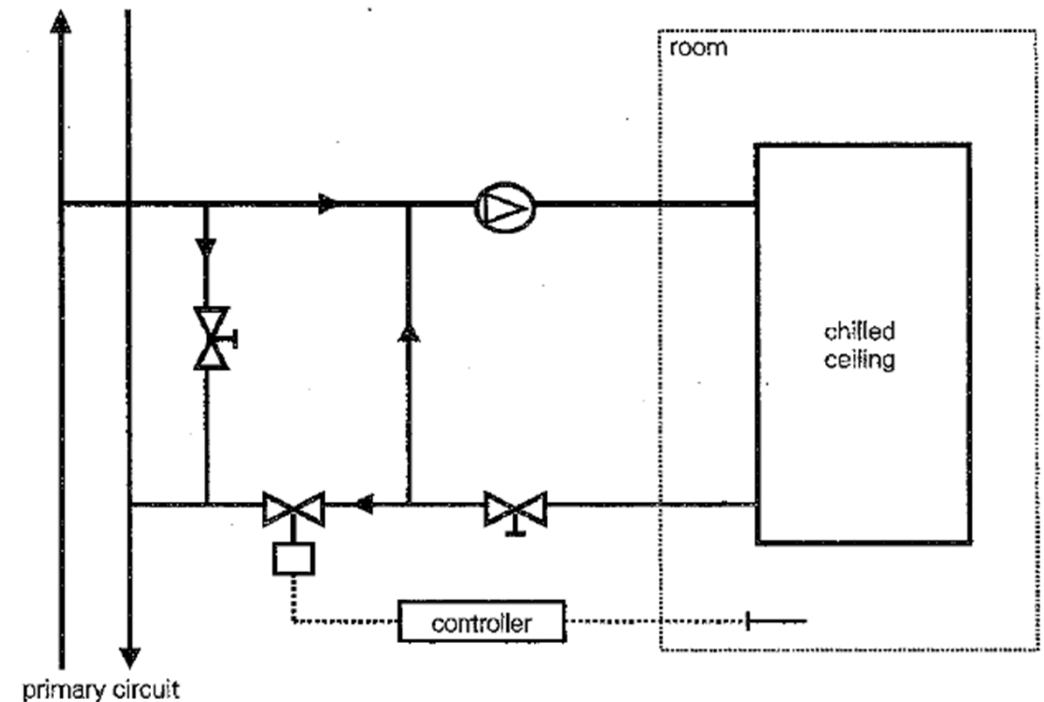 room
chilled
ceiling
controller
primary circuit